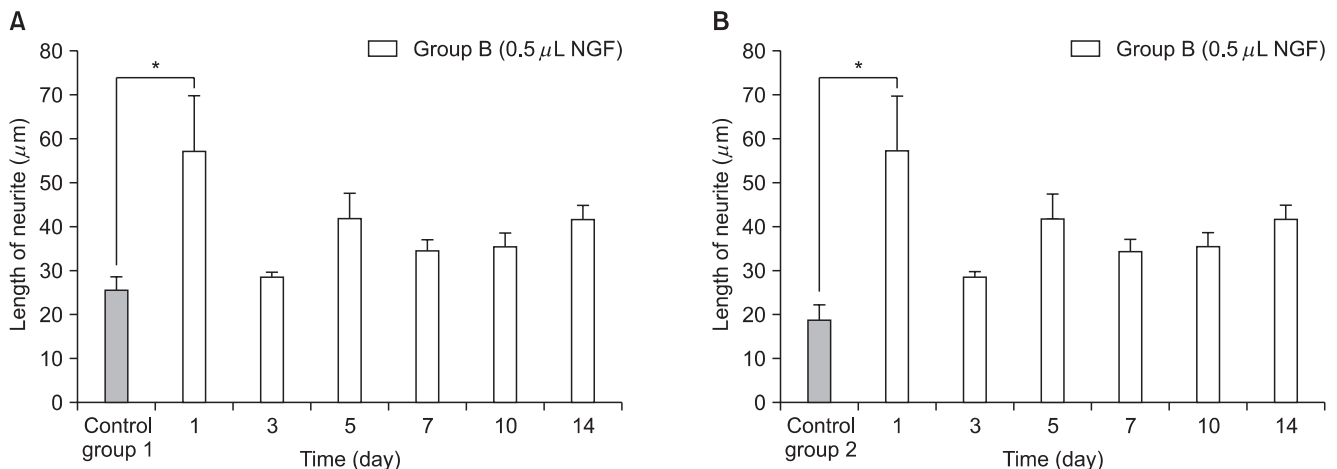 A
Length of neurite (μm)
80
70
60
50
40
30
20
10
0
Group B (0.5 μL NGF)
*
Control
group 1
1
3
5
7
10
14
Time (day)
B
Length of neurite (μm)
80
70
60
50
40
30
20
10
0
Group B (0.5 μL NGF)
*
Control
group 2
1
3
5
7
10
14
Time (day)